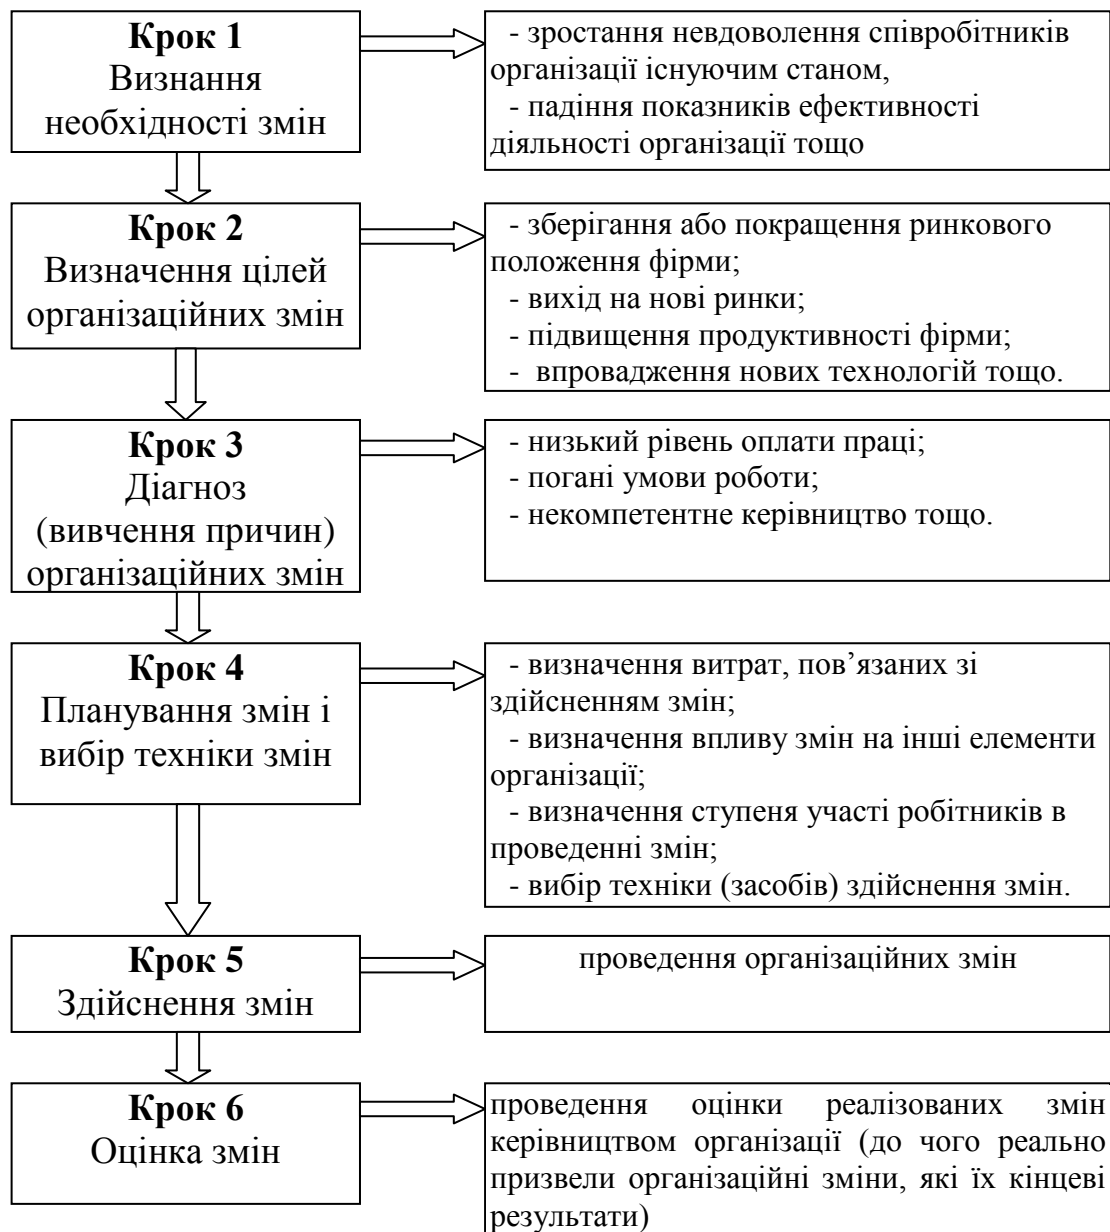 Крок 1
Визнання
необхідності змін
- зростання невдоволення співробітників
організації існуючим станом,
- падіння показників ефективності
діяльності організації тощо
Крок 2
Визначення цілей
організаційних змін
- зберігання або покращення ринкового
положення фірми;
- вихід на нові ринки;
- підвищення продуктивності фірми;
- впровадження нових технологій тощо.
Крок 3
Діагноз
(вивчення причин)
організаційних змін
- низький рівень оплати праці;
- погані умови роботи;
- некомпетентне керівництво тощо.
Крок 4
Планування змін і
вибір техніки змін
- визначення витрат, пов’язаних зі
здійсненням змін;
- визначення впливу змін на інші елементи
організації;
- визначення ступеня участі робітників в
проведенні змін;
- вибір техніки (засобів) здійснення змін.
Крок 5
Здійснення змін
проведення організаційних змін
Крок 6
Оцінка змін
проведення оцінки реалізованих змін
керівництвом організації (до чого реально
призвели організаційні зміни, які їх кінцеві
результати)